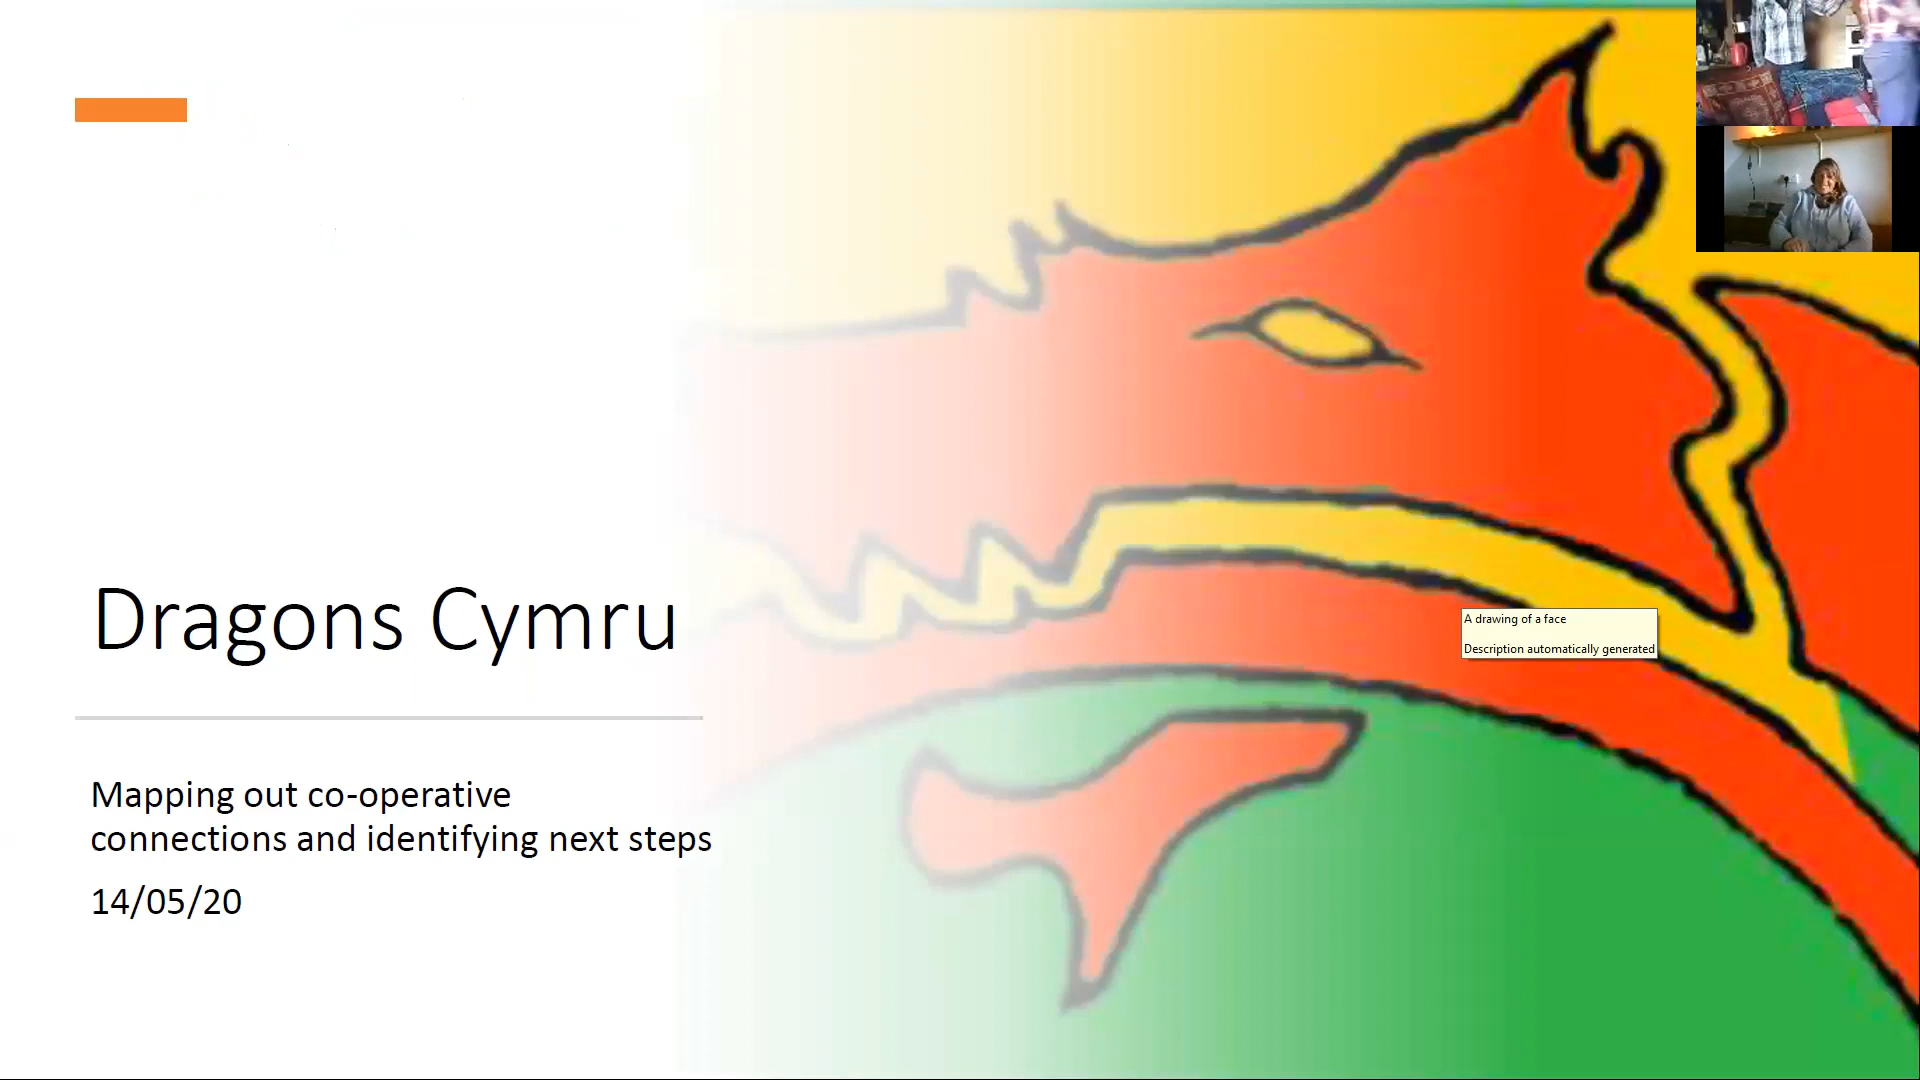 Dragons Cymru
Mapping out co-operative
connections and identifying next steps
14/05/20
A drawing of a face
Description automatically generated